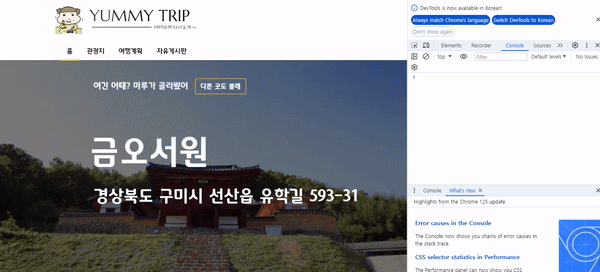 YUMMY TRIP
홈 관광지 여행계획 자유게시판
여긴 어때? 마루가 골라봤어 다른 곳도 볼래
금오서원
경상북도 구미시 선산읍 유학길 593-31
DevTools is now available in Korean!
Always match Chrome's language Switch DevTools to Korean
Don't show again
Elements Recorder Console Sources
top Filter Default levels No Issues
Console What's new
Highlights from the Chrome 125 update
Error causes in the Console
The Console now shows you chains of error causes in
the stack trace.
CSS selector statistics in Performance
The Performance panel can now show you CSS